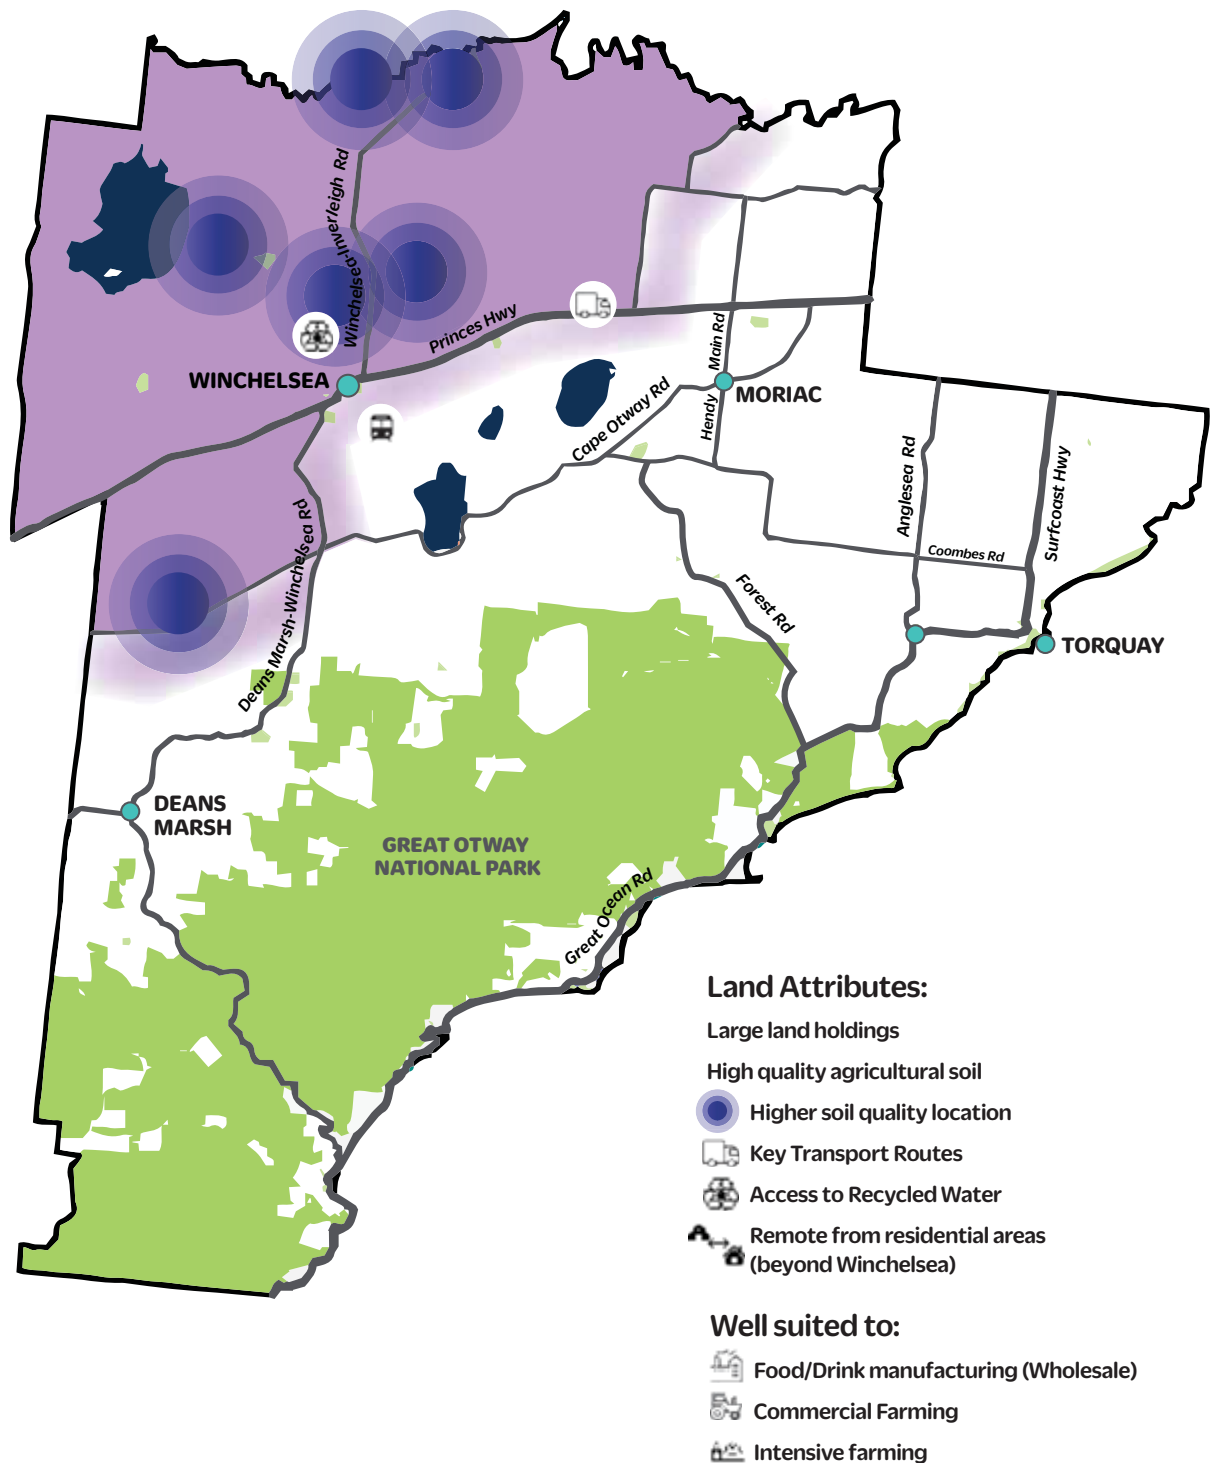 Winchelsea-Inverleigh Rd
Princes Hwy
WINCHELSEA
Main Rd
Hendy
MORIAC
Cape Otway Rd
Anglesea Rd
Surfcoast Hwy
Coombes Rd
Deans Marsh-Winchelsea Rd
Forest Rd
TORQUAY
DEANS
MARSH
GREAT OTWAY
NATIONAL PARK
Great Ocean Rd
Land Attributes:
Large land holdings
High quality agricultural soil
Higher soil quality location
Key Transport Routes
Access to Recycled Water
Remote from residential areas
(beyond Winchelsea)
Well suited to:
Food/Drink manufacturing (Wholesale)
Commercial Farming
Intensive farming